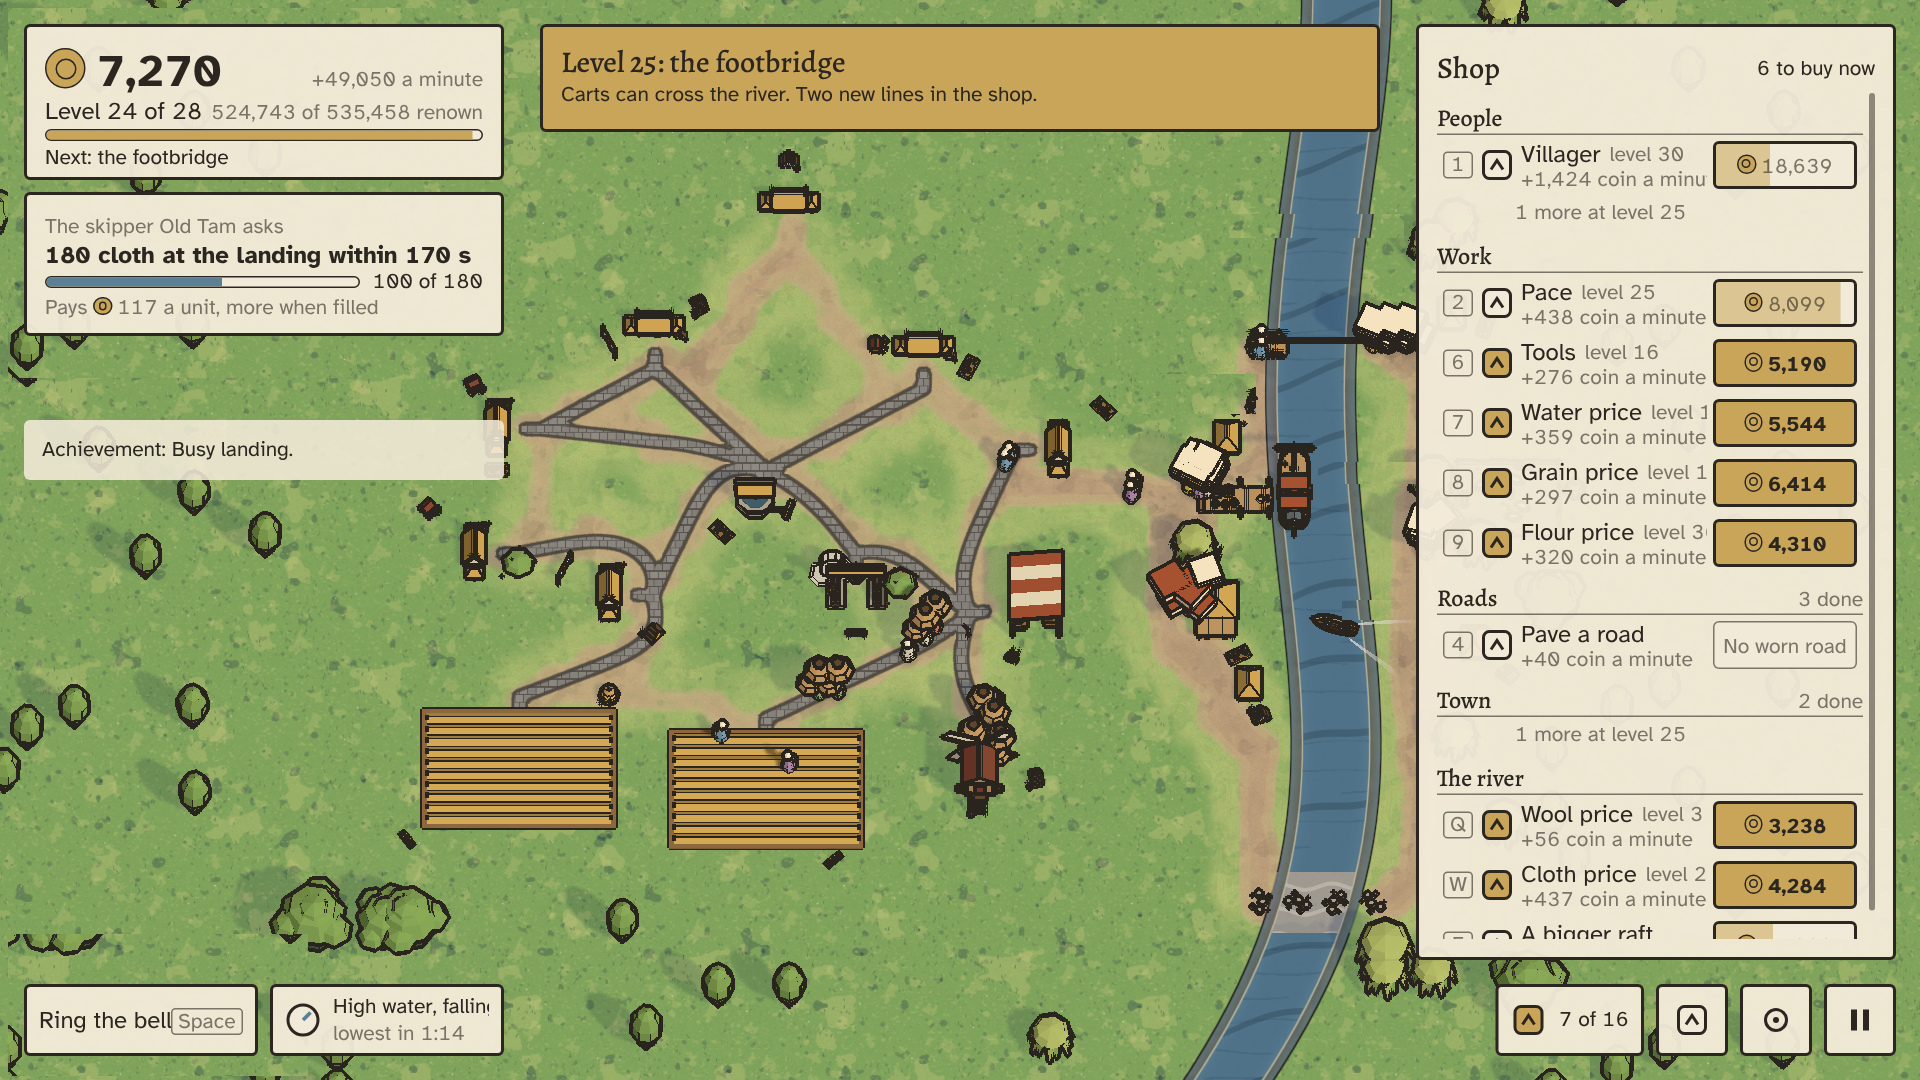 7,270
+49,050 a minute
Level 24 of 28 524,743 of 535,458 renown
Next: the footbridge
The skipper Old Tam asks
180 cloth at the landing within 170 s
100 of 180
Pays 117 a unit, more when filled
Achievement: Busy landing.
Level 25: the footbridge
Carts can cross the river. Two new lines in the shop.
Shop
6 to buy now
People
1 Villager level 30 18,639
+1,424 coin a minu
1 more at level 25
Work
2 Pace level 25 8,099
+438 coin a minute
6 Tools level 16 5,190
+276 coin a minute
7 Water price level 1 5,544
+359 coin a minute
8 Grain price level 1 6,414
+297 coin a minute
9 Flour price level 3 4,310
+320 coin a minute
Roads 3 done
4 Pave a road No worn road
+40 coin a minute
Town 2 done
1 more at level 25
The river
Q Wool price level 3 3,238
+56 coin a minute
W Cloth price level 2 4,284
+437 coin a minute
A bigger raft
Ring the bell Space
High water, falling
lowest in 1:14
7 of 16